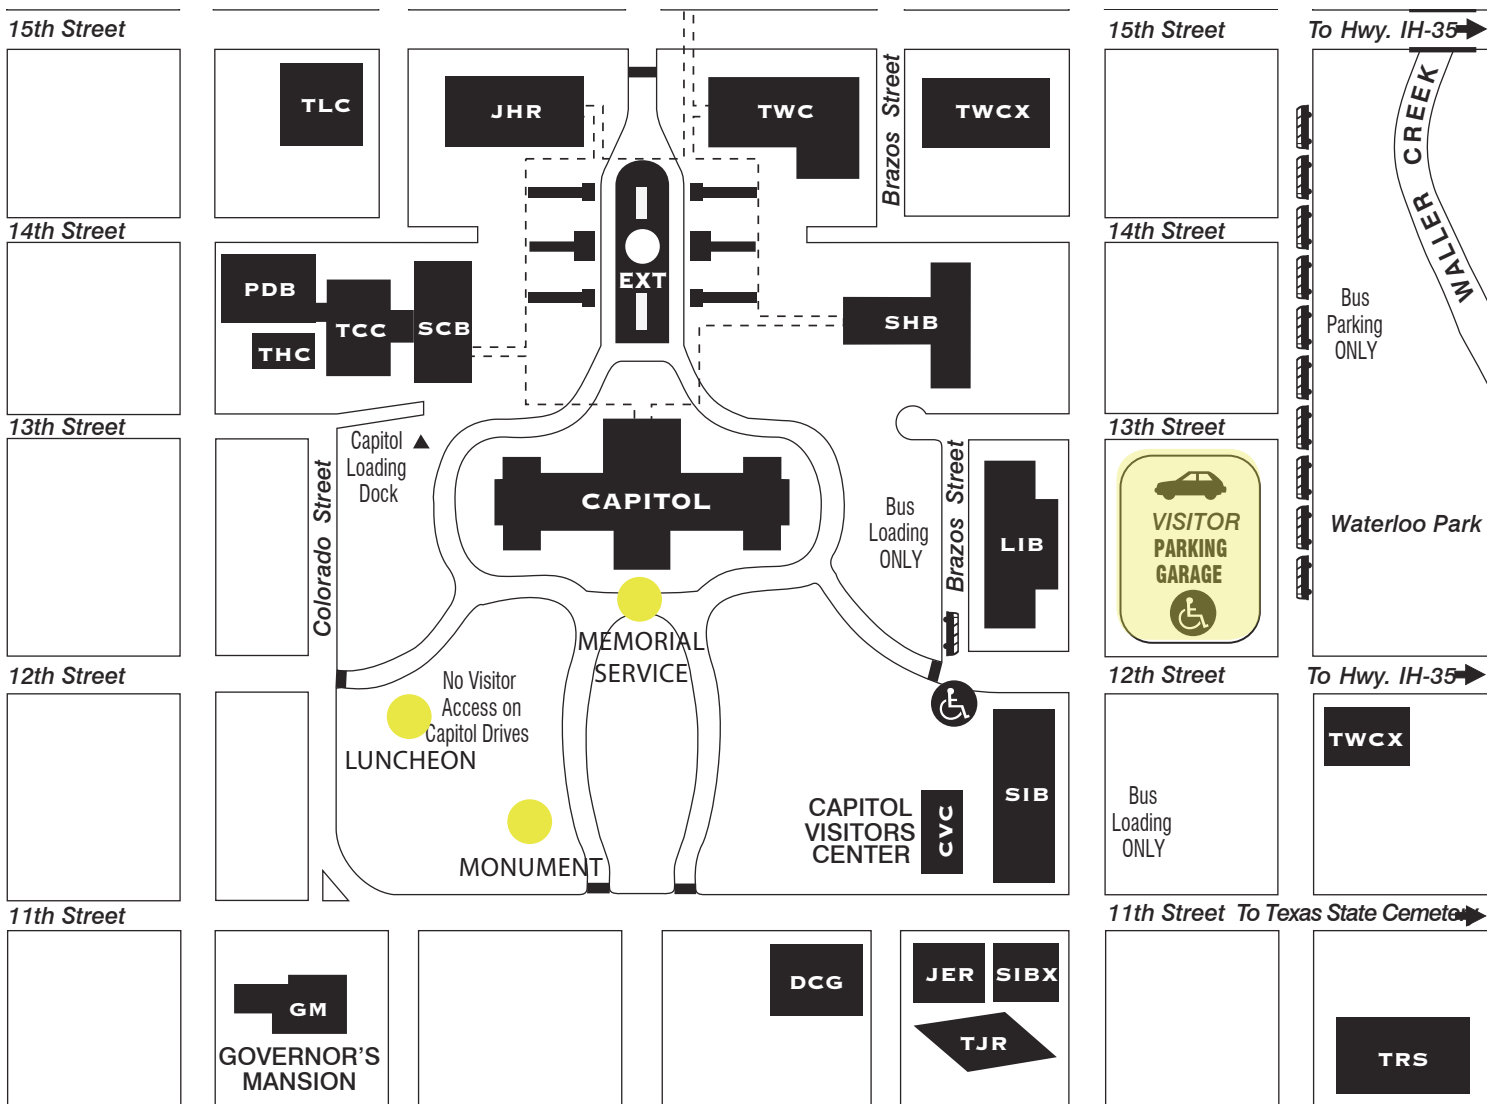 15th Street
15th Street
To Hwy. IH-35
TLC
JHR
TWC
Brazos Street
TWCX
WALLER CREEK
14th Street
14th Street
PDB
TCC
SCB
THC
EXT
SHB
Bus
Parking
ONLY
13th Street
13th Street
Capitol
Loading
Dock
Colorado Street
CAPITOL
Bus
Loading
ONLY
Brazos Street
LIB
VISITOR
PARKING
GARAGE
Waterloo Park
MEMORIAL
SERVICE
12th Street
12th Street
To Hwy. IH-35
No Visitor
Access on
Capitol Drives
LUNCHEON
MONUMENT
CAPITOL
VISITORS
CENTER
CVC
SIB
Bus
Loading
ONLY
TWCX
11th Street
11th Street
To Texas State Cemetery
GM
GOVERNOR'S
MANSION
DCG
JER
SIBX
TJR
TRS